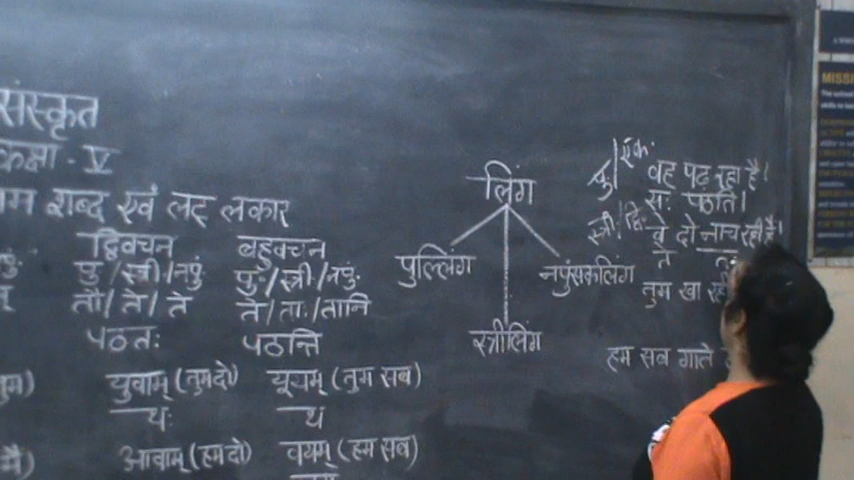 संस्कृत
कक्षा - V
शब्द एवं लट् लकार
द्विवचन बहुवचन
पु/स्त्री/नपुं पु./स्त्री/नपुं.
तौ/ते/ते ते/ताः/तानि
पठतः पठन्ति
युवाम् (तुम दो) यूयम् (तुम सब)
थः थ
आवाम् (हम दो) वयम् (हम सब)
लिंग
पुल्लिंग नपुंसकलिंग
स्त्रीलिंग
पु/एक.
वह पढ़ रहा है।
सः पठति।
स्त्री./द्वि.
वे दो नाच रही हैं।
ते
तुम खा
हम सब गाते
MISSI